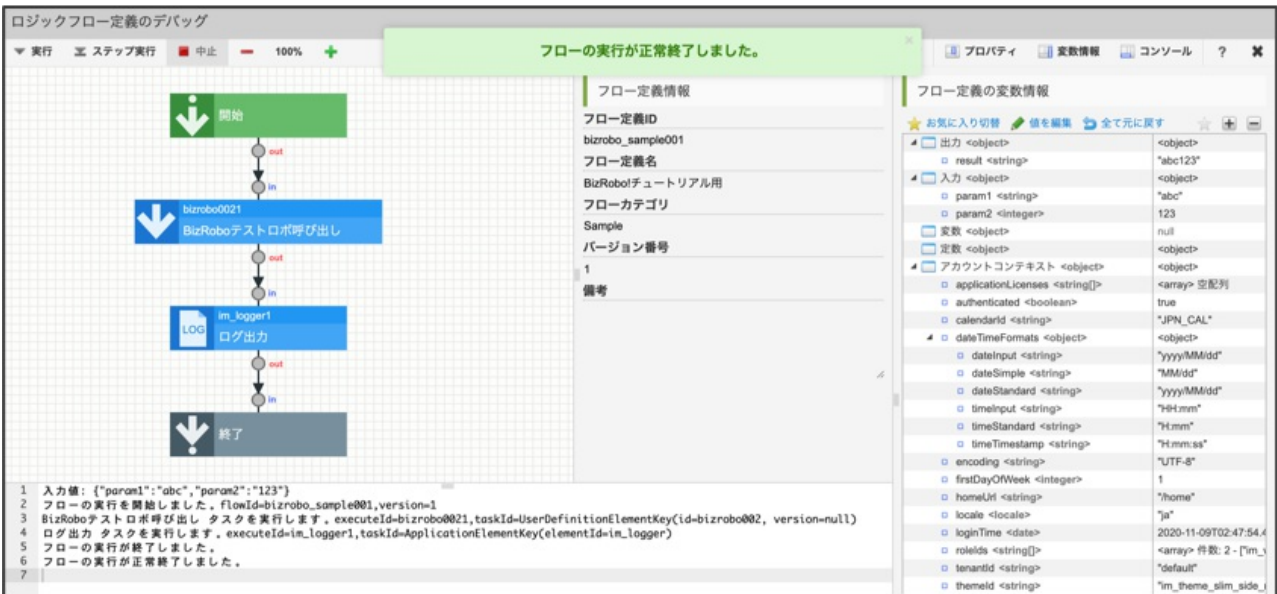 ロジックフロー定義のデバッグ
実行 ステップ実行 中止 100%
フローの実行が正常終了しました。
プロパティ 変数情報 コンソール ?
開始
out
in
bizrobo0021
BizRoboテストロボ呼び出し
out
in
LOG
im_logger1
ログ出力
out
in
終了
フロー定義情報
フロー定義ID
bizrobo_sample001
フロー定義名
BizRobo!チュートリアル用
フローカテゴリ
Sample
バージョン番号
1
備考
フロー定義の変数情報
お気に入り切替 値を編集 全て元に戻す
出力 <object> <object>
result <string> "abc123"
入力 <object> <object>
param1 <string> "abc"
param2 <integer> 123
変数 <object> null
定数 <object> <object>
アカウントコンテキスト <object> <object>
applicationLicenses <string[]> <array> 空配列
authenticated <boolean> true
calendarId <string> "JPN_CAL"
dateTimeFormats <object> <object>
dateInput <string> "yyyy/MM/dd"
dateSimple <string> "MM/dd"
dateStandard <string> "yyyy/MM/dd"
timeInput <string> "HH:mm"
timeStandard <string> "H:mm"
timeTimestamp <string> "H:mm:ss"
encoding <string> "UTF-8"
firstDayOfWeek <integer> 1
homeUrl <string> "/home"
locale <locale> "ja"
loginTime <date> 2020-11-09T02:47:54.
roleIds <string[]> <array> 件数: 2 - ["im_
tenantId <string> "default"
themeId <string> "im_theme_slim_side_
1 入力値: {"param1":"abc","param2":"123"}
2 フローの実行を開始しました。flowId=bizrobo_sample001,version=1
3 BizRoboテストロボ呼び出し タスクを実行します。executeId=bizrobo0021,taskId=UserDefinitionElementKey(id=bizrobo002, version=null)
4 ログ出力 タスクを実行します。executeId=im_logger1,taskId=ApplicationElementKey(elementId=im_logger)
5 フローの実行が終了しました。
6 フローの実行が正常終了しました。
7